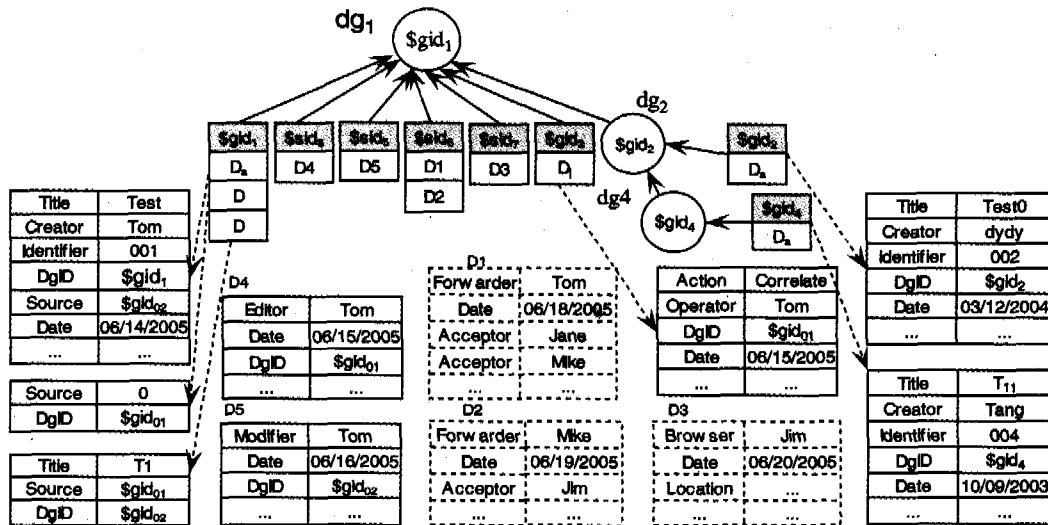 dg1
$gid1
dg2
$gid2
dg4
$gid4
$gid1
Da
D
D
D4
D5
D1
D2
$sid7
D3
Dj
$gid2
Da
$gid4
Da
Title Test
Creator Tom
Identifier 001
DgID $gid1
Source $gid02
Date 06/14/2005
... ...
Source 0
DgID $gid01
Title T1
Source $gid01
DgID $gid02
D4
Editor Tom
Date 06/15/2005
DgID $gid01
... ...
D5
Modifier Tom
Date 06/16/2005
DgID $gid02
... ...
D1
Forwarder Tom
Date 06/18/2005
Acceptor Jane
Acceptor Mike
... ...
D2
Forwarder Mike
Date 06/19/2005
Acceptor Jim
... ...
Action Correlate
Operator Tom
DgID $gid01
Date 06/15/2005
... ...
D3
Browser Jim
Date 06/20/2005
Location ...
... ...
Title Test0
Creator dydy
Identifier 002
DgID $gid2
Date 03/12/2004
... ...
Title T11
Creator Tang
Identifier 004
DgID $gid4
Date 10/09/2003
... ...